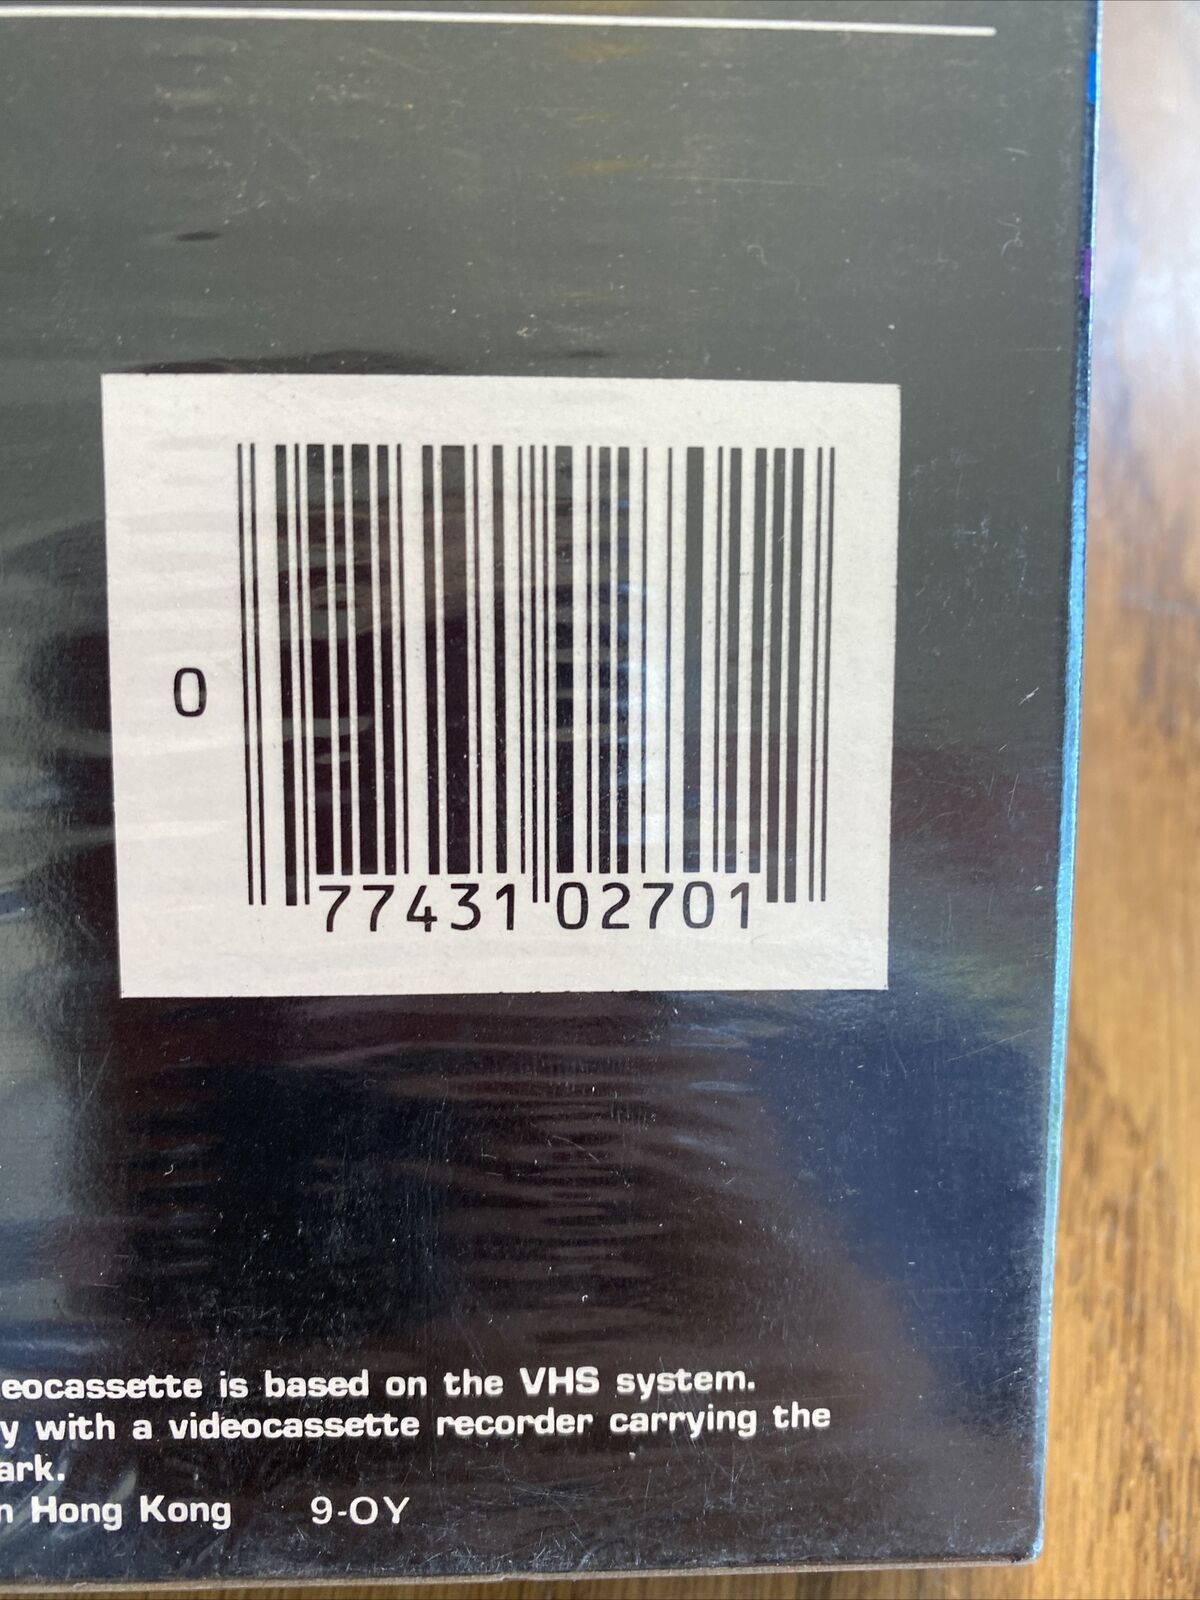 0
77431 02701
eocassette is based on the VHS system.
y with a videocassette recorder carrying the
ark.
n Hong Kong 9-OY